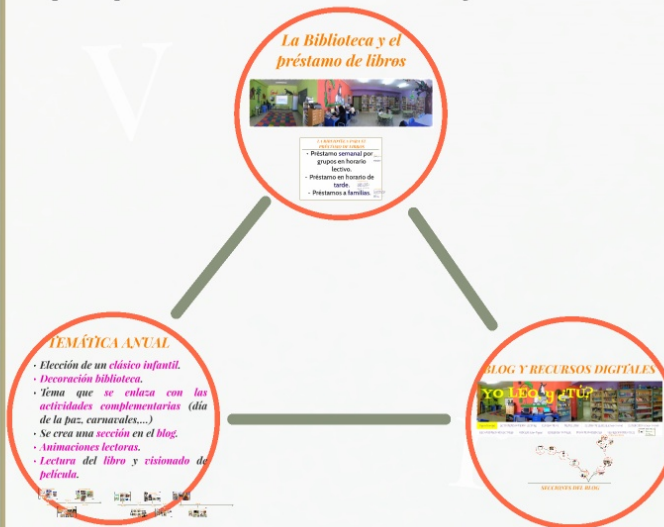 La Biblioteca y el
préstamo de libros
PRÉSTAMO DE LIBROS
- Préstamo semanal por
grupos en horario
lectivo.
- Préstamo en horario de
tarde.
- Préstamos a familias.
TEMÁTICA ANUAL
• Elección de un clásico infantil.
• Decoración biblioteca.
• Tema que se enlaza con las
actividades complementarias (día
de la paz, carnavales,...)
• Se crea una sección en el blog.
• Animaciones lectoras.
• Lectura del libro y visionado de
película.
BLOG Y RECURSOS DIGITALES
YO LEO, y ¿TÚ?
SECCIONES DEL BLOG